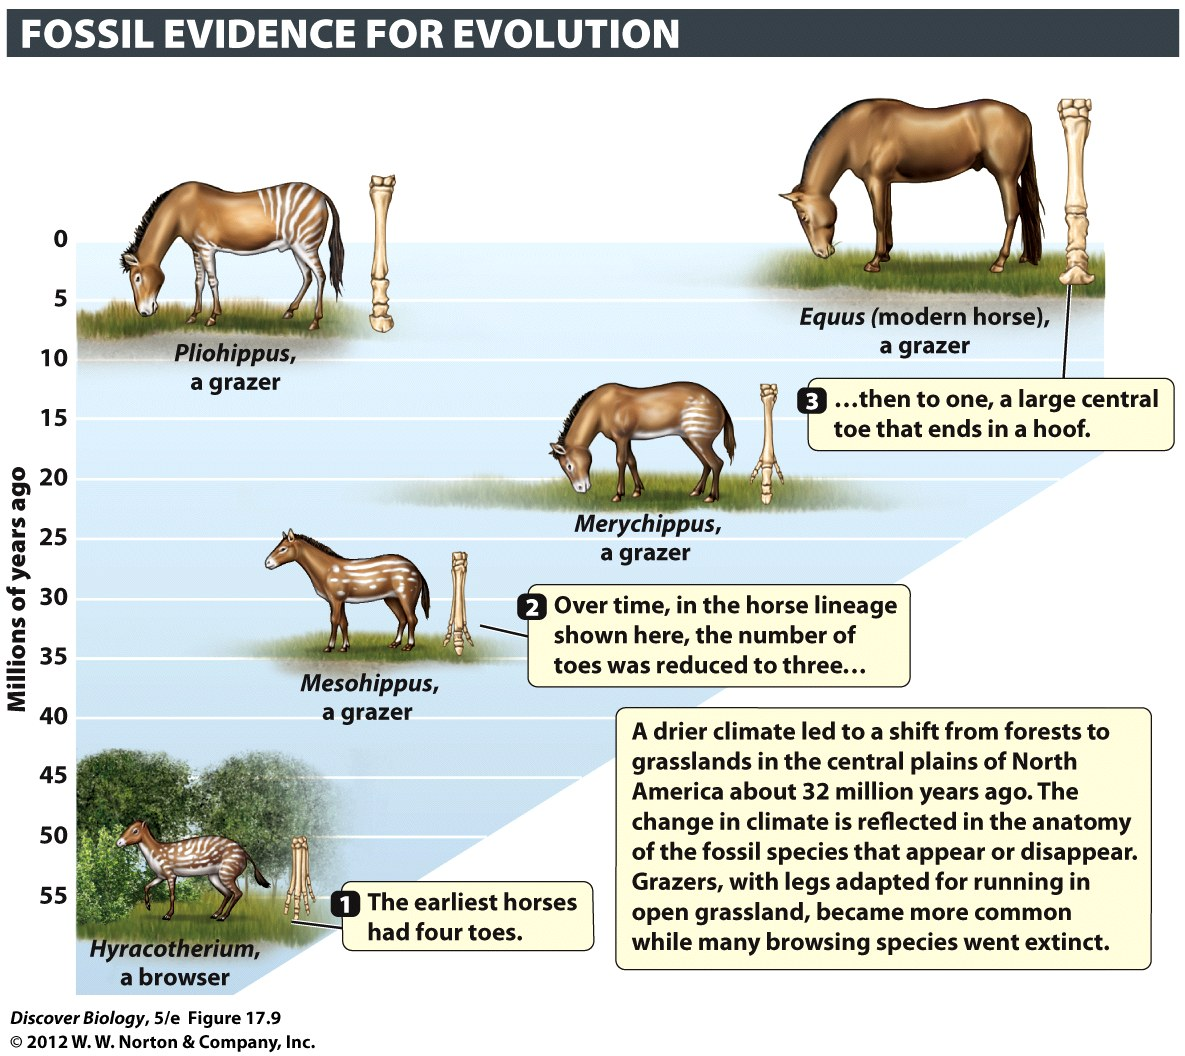 FOSSIL EVIDENCE FOR EVOLUTION
0
5
10
15
20
25
30
35
40
45
50
55
Millions of years ago
Pliohippus,
a grazer
Equus (modern horse),
a grazer
3 ...then to one, a large central
toe that ends in a hoof.
Merychippus,
a grazer
Mesohippus,
a grazer
2 Over time, in the horse lineage
shown here, the number of
toes was reduced to three...
A drier climate led to a shift from forests to
grasslands in the central plains of North
America about 32 million years ago. The
change in climate is reflected in the anatomy
of the fossil species that appear or disappear.
Grazers, with legs adapted for running in
open grassland, became more common
while many browsing species went extinct.
1 The earliest horses
had four toes.
Hyracotherium,
a browser
Discover Biology, 5/e Figure 17.9
© 2012 W. W. Norton & Company, Inc.